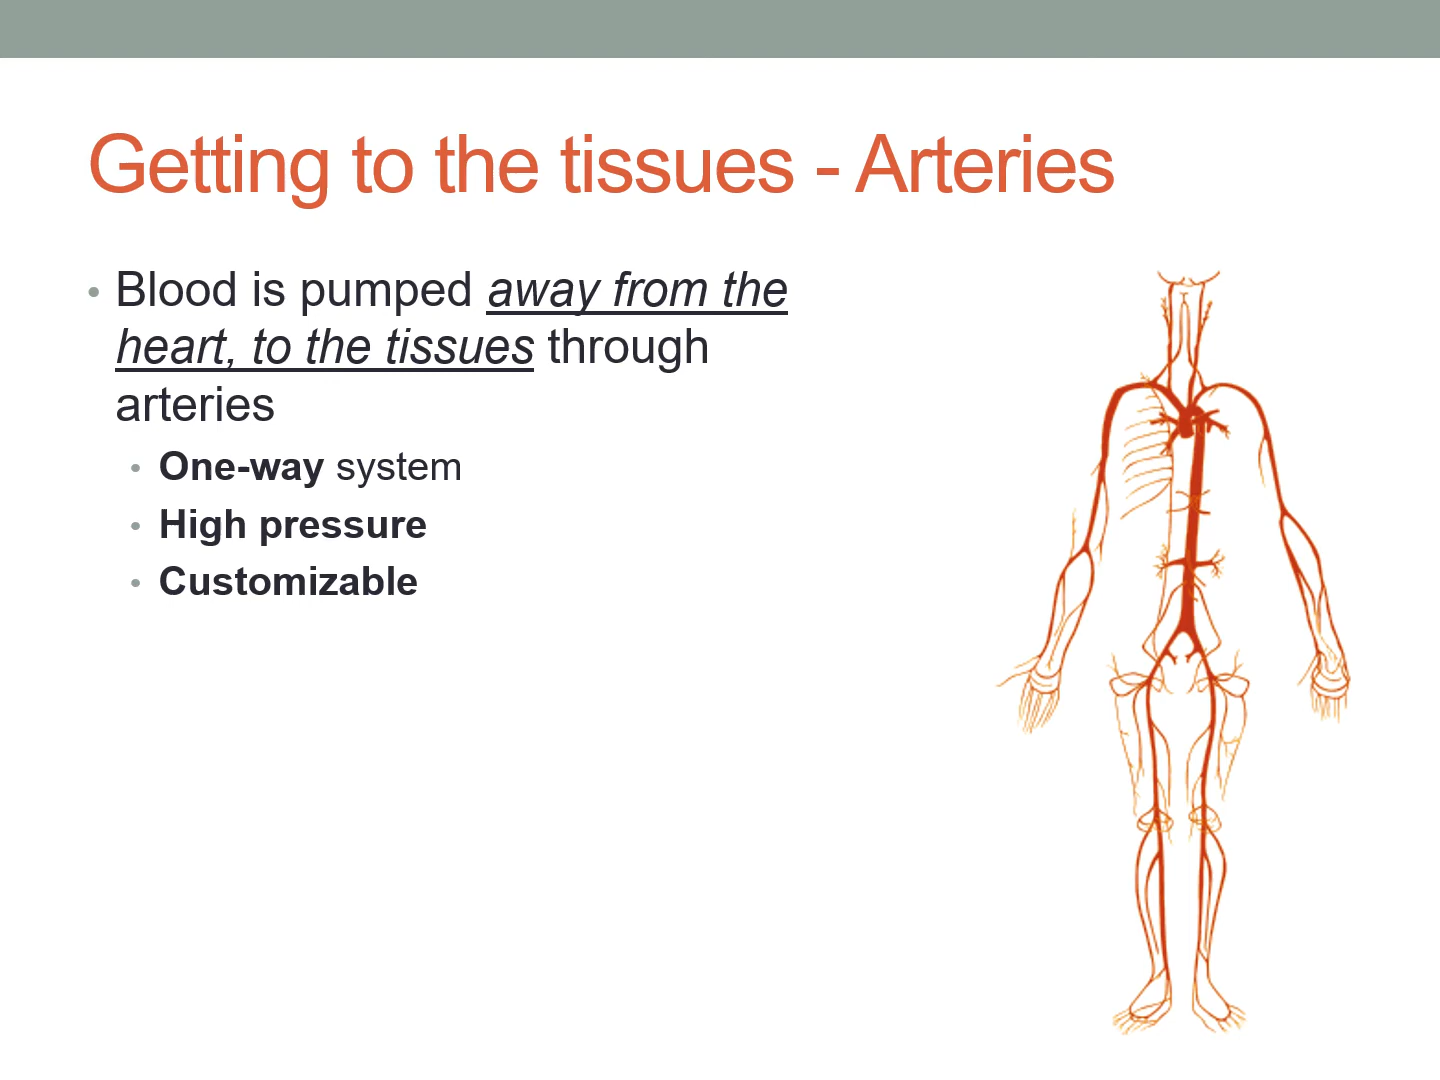 Getting to the tissues - Arteries
• Blood is pumped away from the
heart, to the tissues through
arteries
• One-way system
• High pressure
• Customizable